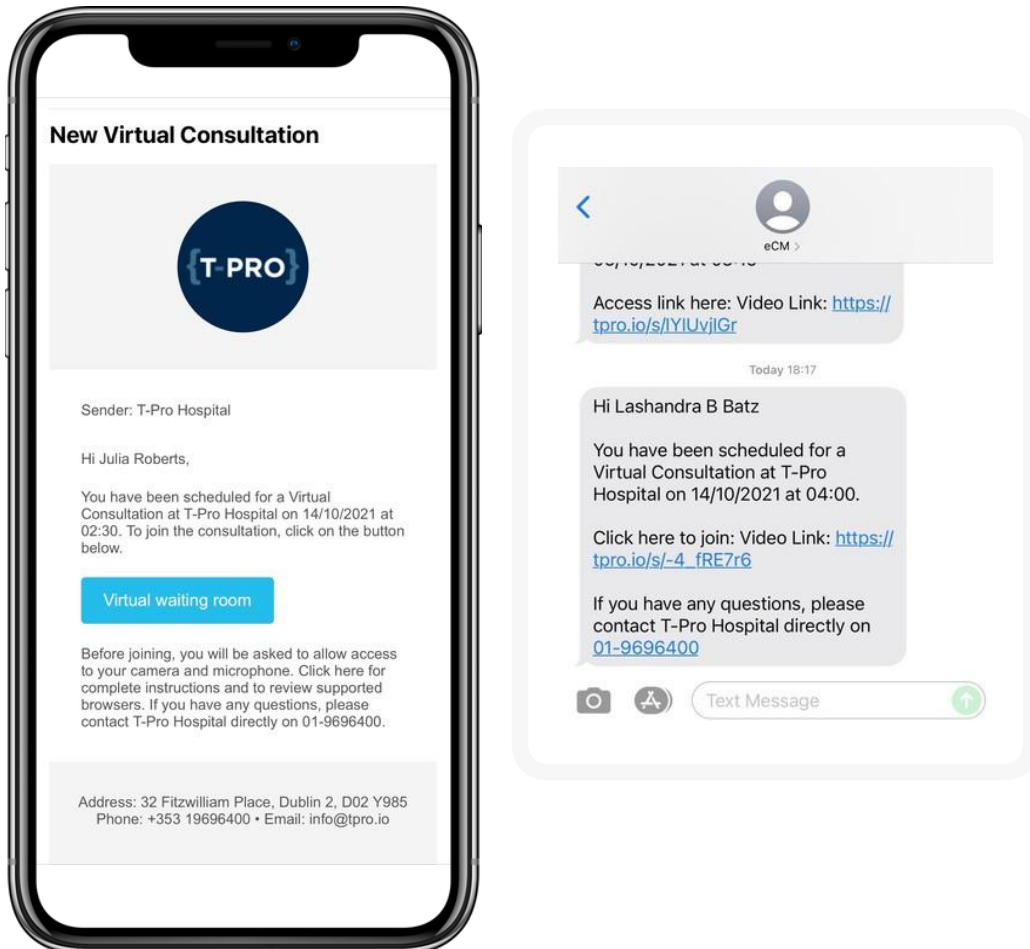 New Virtual Consultation
{T-PRO}
Sender: T-Pro Hospital
Hi Julia Roberts,
You have been scheduled for a Virtual
Consultation at T-Pro Hospital on 14/10/2021 at
02:30. To join the consultation, click on the button
below.
Virtual waiting room
Before joining, you will be asked to allow access
to your camera and microphone. Click here for
complete instructions and to review supported
browsers. If you have any questions, please
contact T-Pro Hospital directly on 01-9696400.
Address: 32 Fitzwilliam Place, Dublin 2, D02 Y985
Phone: +353 19696400 • Email: info@tpro.io
eCM >
Access link here: Video Link: https://
tpro.io/s/lYlUvjlGr
Today 18:17
Hi Lashandra B Batz
You have been scheduled for a
Virtual Consultation at T-Pro
Hospital on 14/10/2021 at 04:00.
Click here to join: Video Link: https://
tpro.io/s/-4_fRE7r6
If you have any questions, please
contact T-Pro Hospital directly on
01-9696400
Text Message